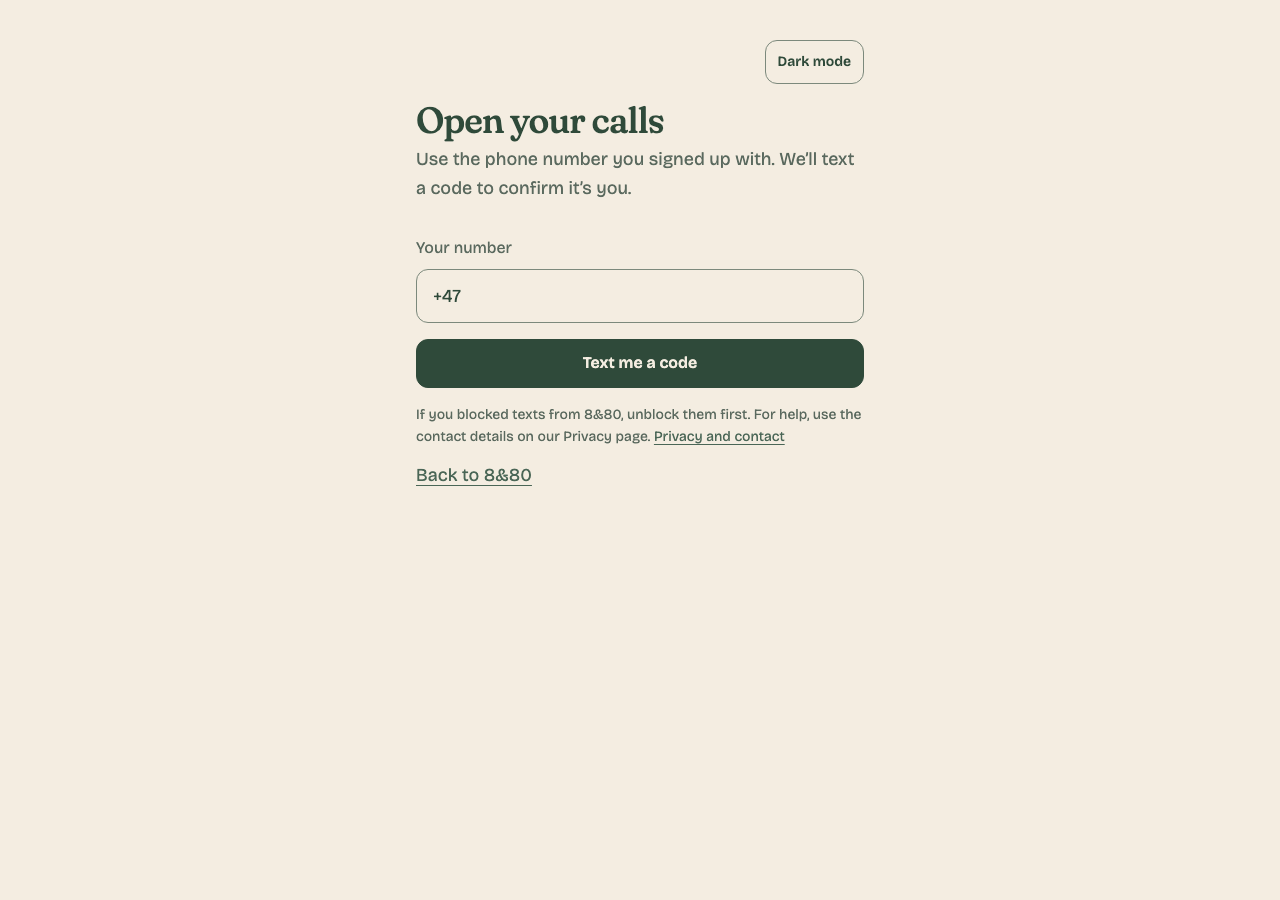 Dark mode
Open your calls
Use the phone number you signed up with. We’ll text
a code to confirm it’s you.
Your number
+47
Text me a code
If you blocked texts from 8&80, unblock them first. For help, use the
contact details on our Privacy page. Privacy and contact
Back to 8&80